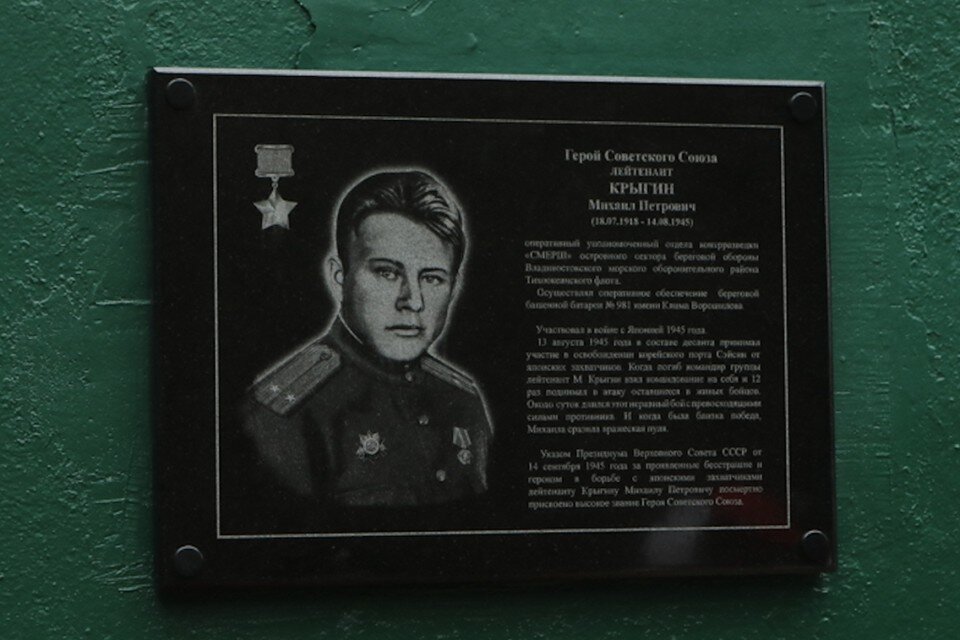 Герой Советского Союза
ЛЕЙТЕНАНТ
КРЫГИН
Михаил Петрович
(18.07.1918 - 14.08.1945)
оперативный уполномоченный отдела контрразведки
«СМЕРШ» островного сектора береговой обороны
Владивостокского морского оборонительного района
Тихоокеанского флота.
Осуществлял оперативное обеспечение береговой
башенной батареи № 981 имени Клима Ворошилова.
Участвовал в войне с Японией 1945 года.
13 августа 1945 года в составе десанта принимал
участие в освобождении корейского порта Сэйсин от
японских захватчиков. Когда погиб командир группы
лейтенант М. Крыгин взял командование на себя и 12
раз поднимал в атаку оставшихся в живых бойцов.
Около суток длился этот неравный бой с превосходящими
силами противника. И когда была близка победа,
Михаила сразила вражеская пуля.
Указом Президиума Верховного Совета СССР от
14 сентября 1945 года за проявленные бесстрашие и
героизм в борьбе с японскими захватчиками
лейтенанту Крыгину Михаилу Петровичу посмертно
присвоено высокое звание Героя Советского Союза.